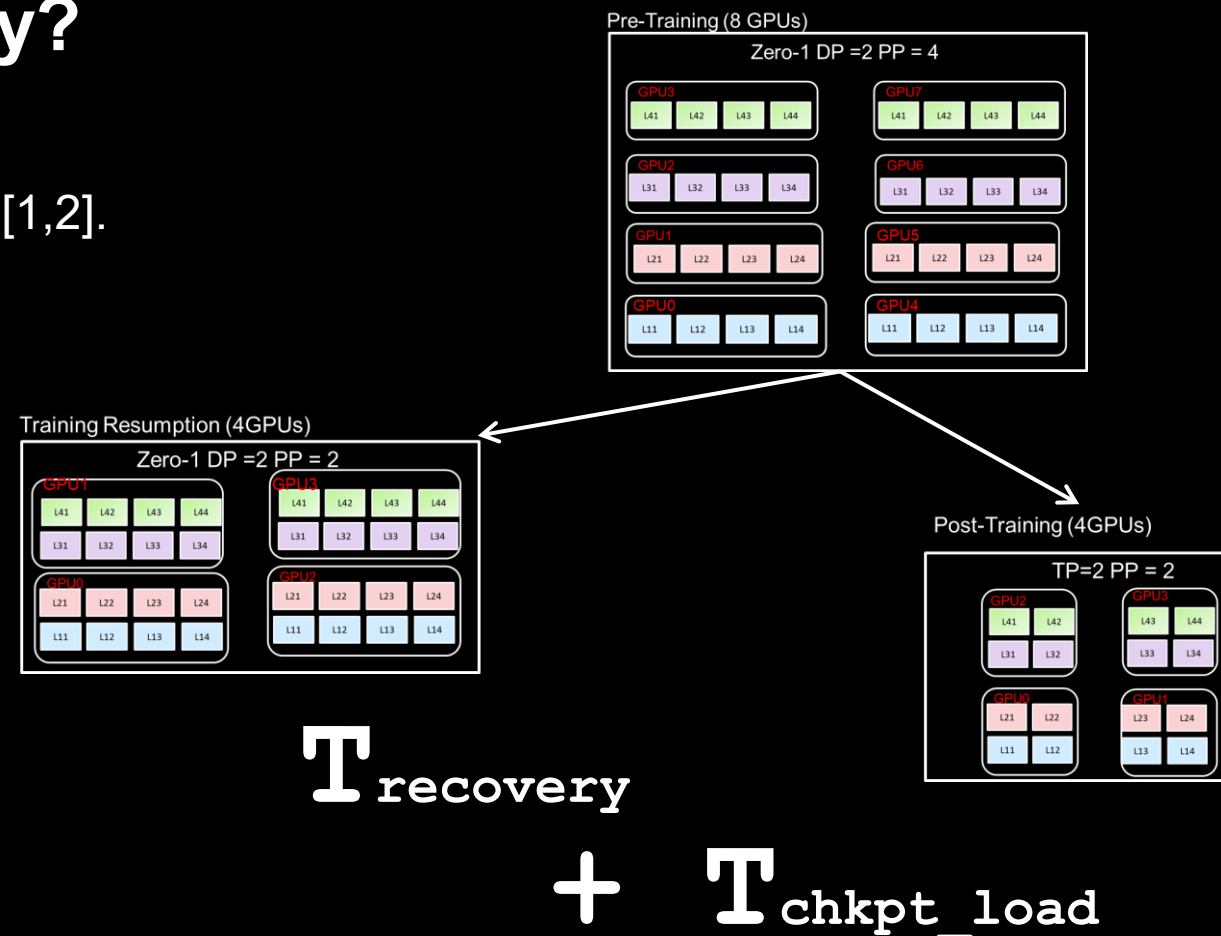 y?
[1,2].
Pre-Training (8 GPUs)
Zero-1 DP =2 PP = 4
GPU3
L41 L42 L43 L44
GPU7
L41 L42 L43 L44
GPU2
L31 L32 L33 L34
GPU6
L31 L32 L33 L34
GPU1
L21 L22 L23 L24
GPU5
L21 L22 L23 L24
GPU0
L11 L12 L13 L14
GPU4
L11 L12 L13 L14
Training Resumption (4GPUs)
Zero-1 DP =2 PP = 2
GPU1
L41 L42 L43 L44
L31 L32 L33 L34
GPU3
L41 L42 L43 L44
L31 L32 L33 L34
GPU0
L21 L22 L23 L24
L11 L12 L13 L14
GPU2
L21 L22 L23 L24
L11 L12 L13 L14
Post-Training (4GPUs)
TP=2 PP = 2
GPU2
L41 L42
L31 L32
GPU3
L43 L44
L33 L34
GPU0
L21 L22
L11 L12
GPU1
L23 L24
L13 L14
Trecovery
+ Tchkpt_load